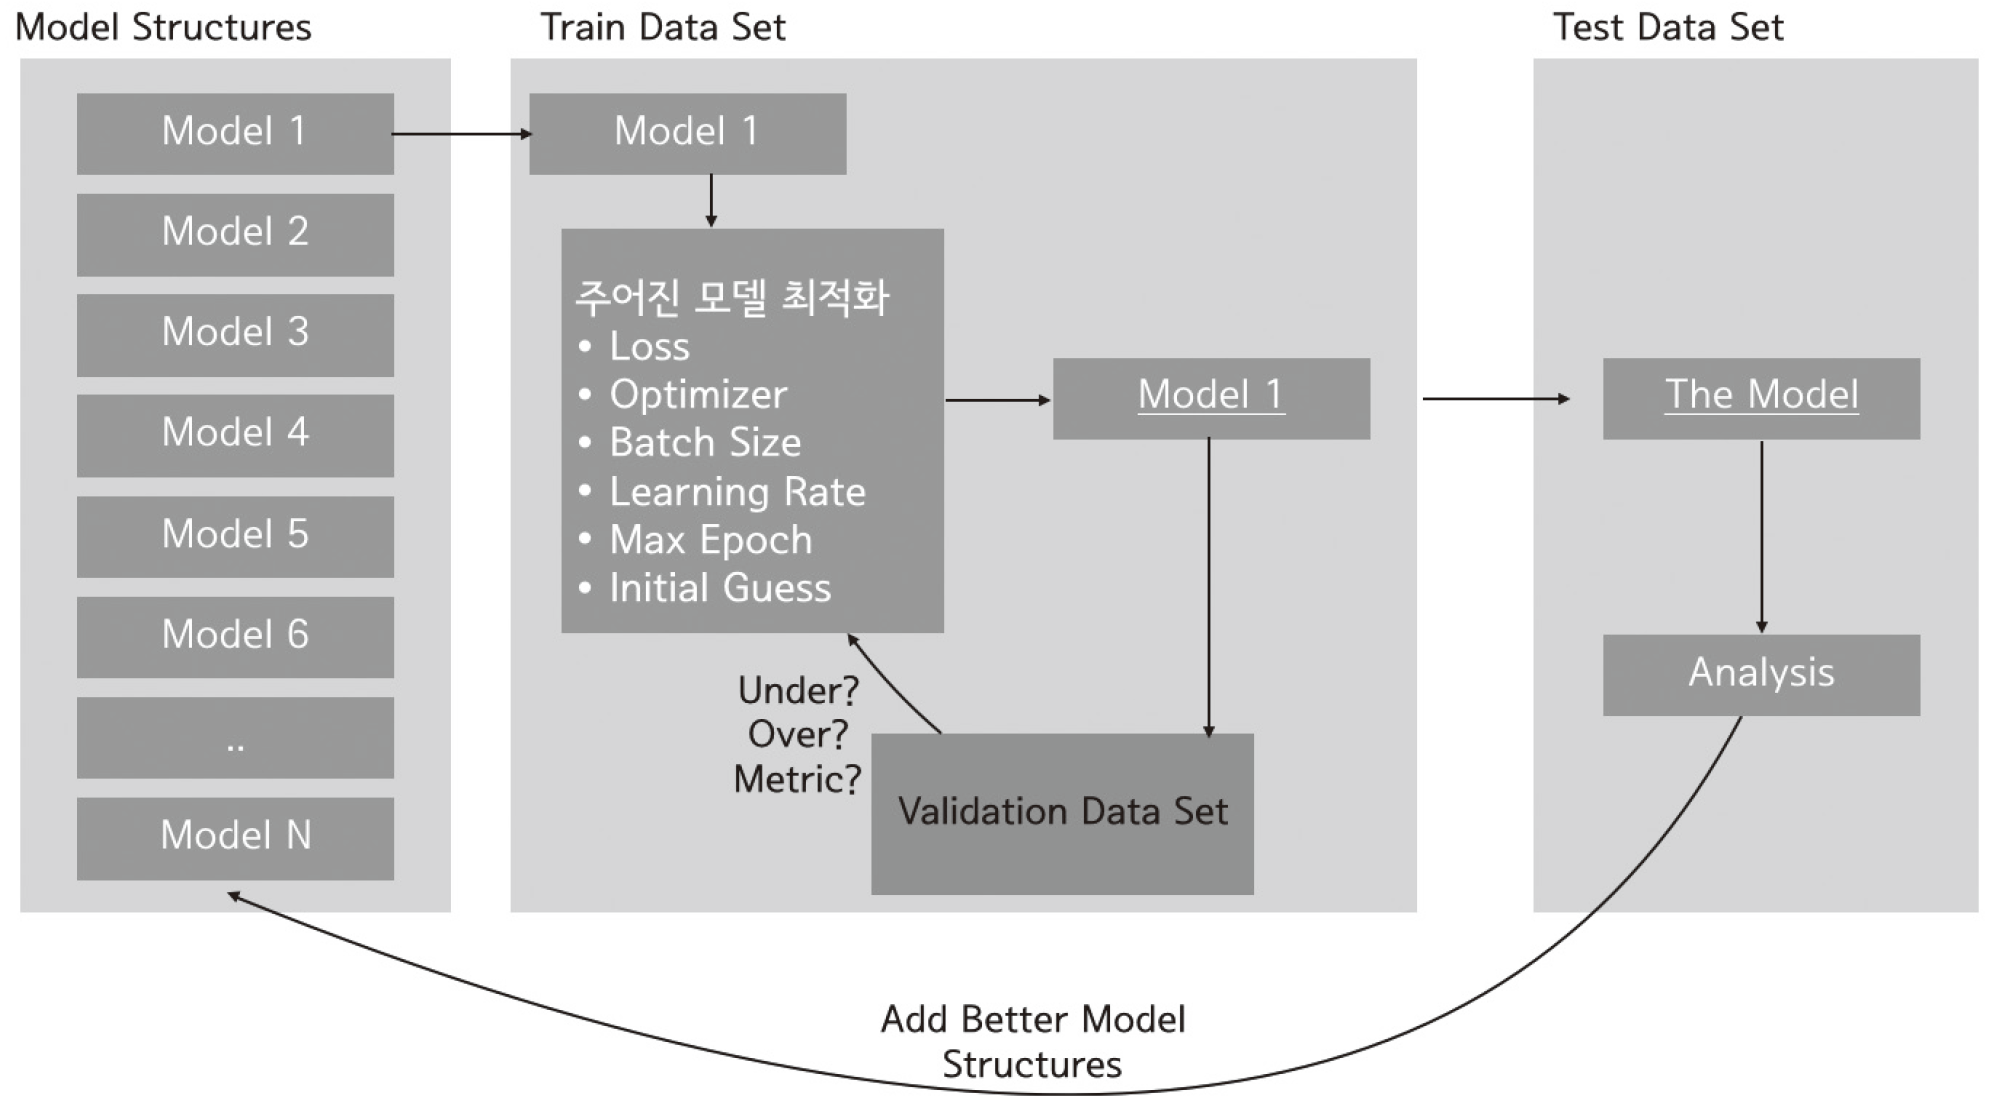 Model Structures
Model 1
Model 2
Model 3
Model 4
Model 5
Model 6
..
Model N
Train Data Set
Model 1
주어진 모델 최적화
• Loss
• Optimizer
• Batch Size
• Learning Rate
• Max Epoch
• Initial Guess
Model 1
Under?
Over?
Metric?
Validation Data Set
Test Data Set
The Model
Analysis
Add Better Model
Structures